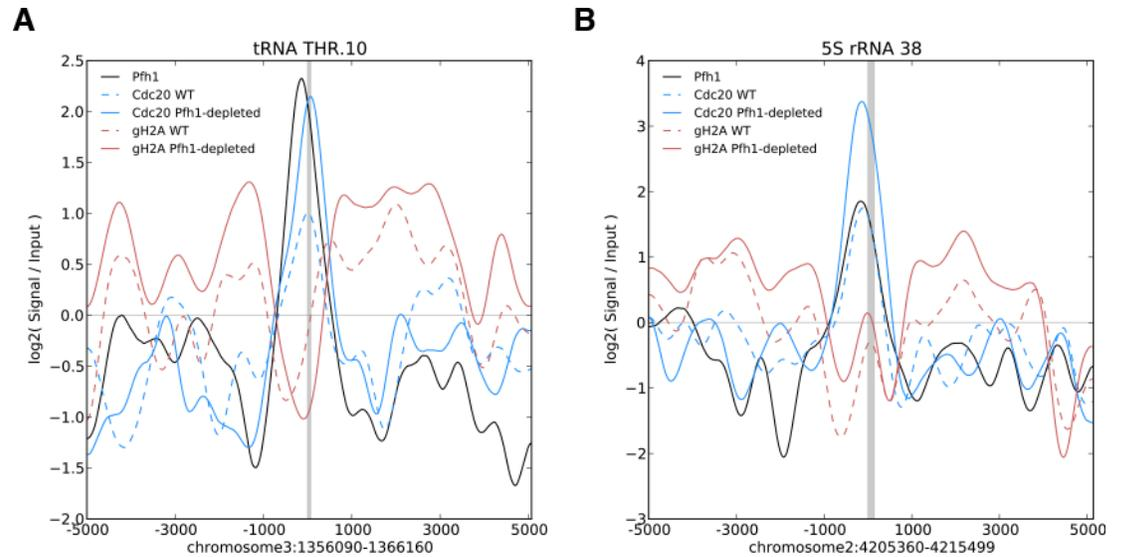 A
B
tRNA THR.10
5S rRNA 38
2.5
2.0
1.5
1.0
0.5
0.0
−0.5
−1.0
−1.5
−2.0
log2( Signal / Input )
Pfh1
Cdc20 WT
Cdc20 Pfh1-depleted
gH2A WT
gH2A Pfh1-depleted
-5000 -3000 -1000 1000 3000 5000
chromosome3:1356090-1366160
4
3
2
1
0
−1
−2
−3
log2( Signal / Input )
Pfh1
Cdc20 WT
Cdc20 Pfh1-depleted
gH2A WT
gH2A Pfh1-depleted
-5000 -3000 -1000 1000 3000 5000
chromosome2:4205360-4215499